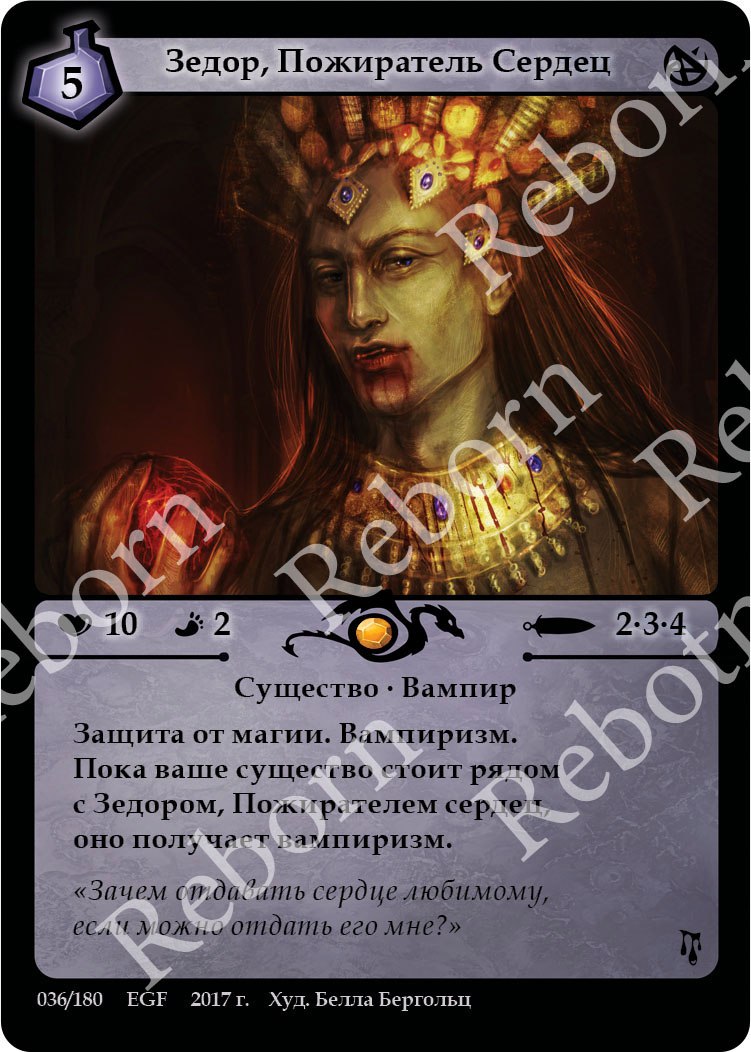 5
Зедор, Пожиратель Сердец
10
2
2·3·4
Существо · Вампир
Защита от магии. Вампиризм.
Пока ваше существо стоит рядом
с Зедором, Пожирателем сердец,
оно получает вампиризм.
«Зачем отдавать сердце любимому,
если можно отдать его мне?»
036/180 EGF 2017 г. Худ. Белла Бергольц
Reborn
Reborn
Reborn
Reborn
Reborn